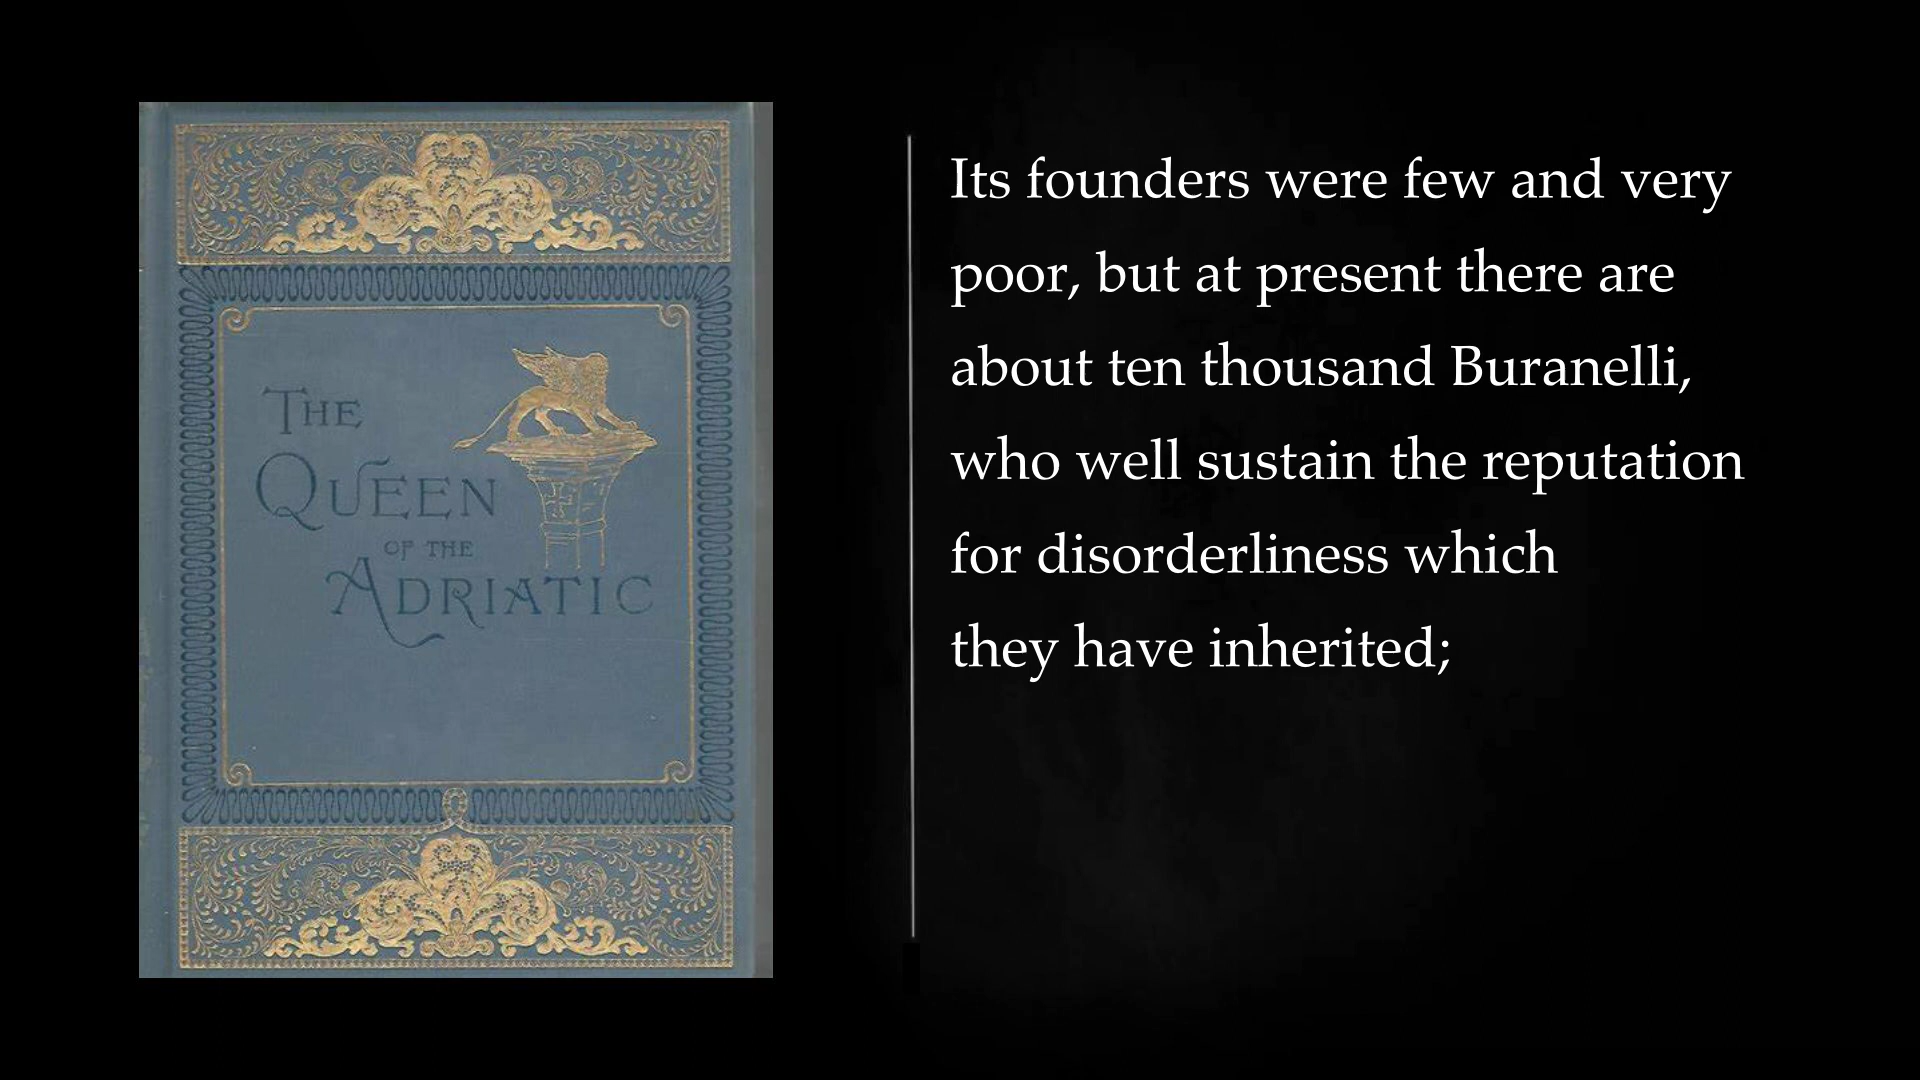 The
Queen
of the
Adriatic
Its founders were few and very
poor, but at present there are
about ten thousand Buranelli,
who well sustain the reputation
for disorderliness which
they have inherited;